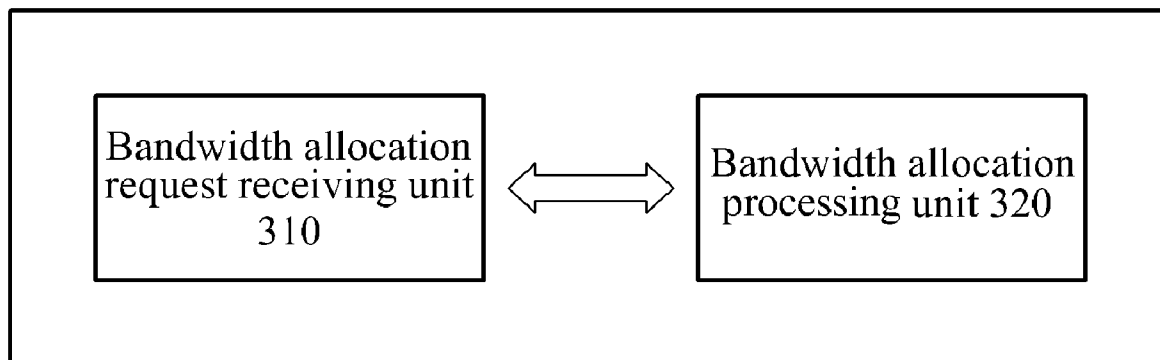 Bandwidth allocation
request receiving unit
310
Bandwidth allocation
processing unit 320